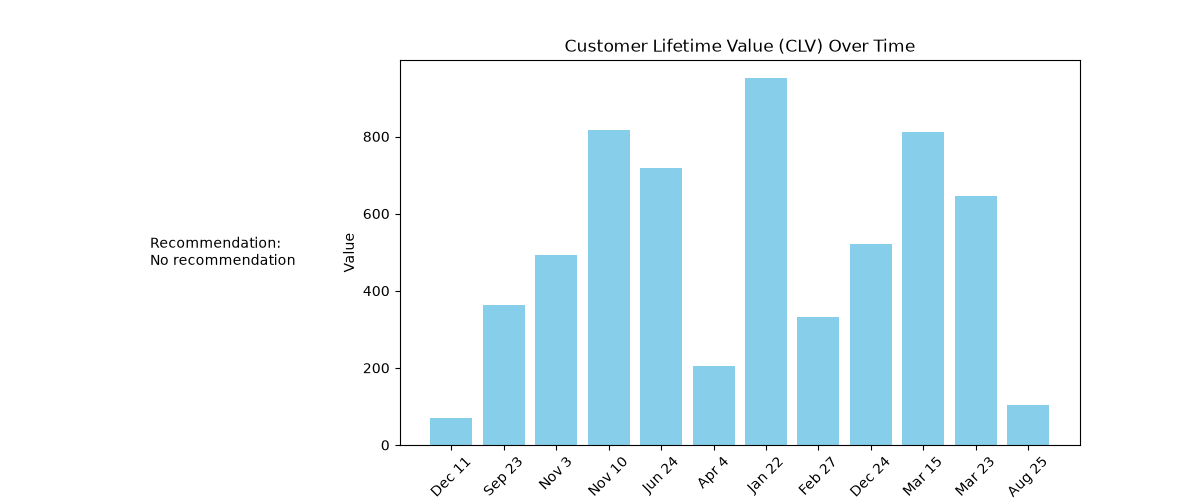 Customer Lifetime Value (CLV) Over Time
Recommendation:
No recommendation
Value
800
600
400
200
0
Dec 11
Sep 23
Nov 3
Nov 10
Jun 24
Apr 4
Jan 22
Feb 27
Dec 24
Mar 15
Mar 23
Aug 25